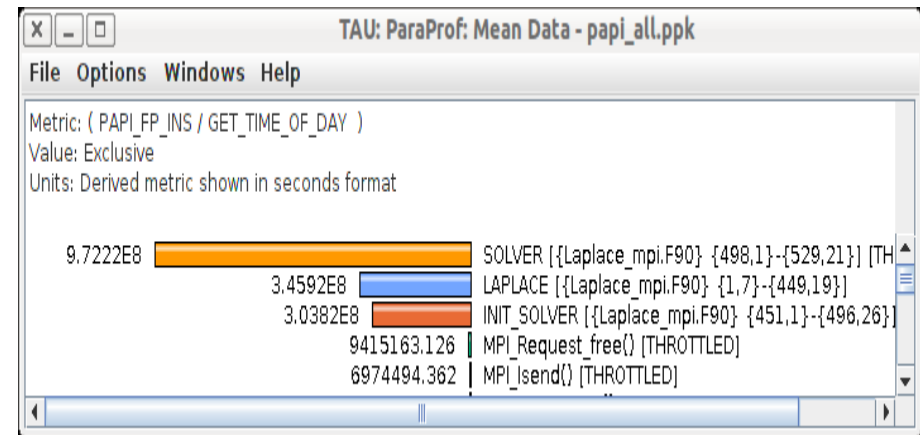 TAU: ParaProf: Mean Data - papi_all.ppk
File Options Windows Help
Metric: ( PAPI_FP_INS / GET_TIME_OF_DAY )
Value: Exclusive
Units: Derived metric shown in seconds format
9.7222E8 SOLVER [{Laplace_mpi.F90} {498,1}-{529,21}] [TH
3.4592E8 LAPLACE [{Laplace_mpi.F90} {1,7}-{449,19}]
3.0382E8 INIT_SOLVER [{Laplace_mpi.F90} {451,1}-{496,26}]
9415163.126 MPI_Request_free() [THROTTLED]
6974494.362 MPI_Isend() [THROTTLED]